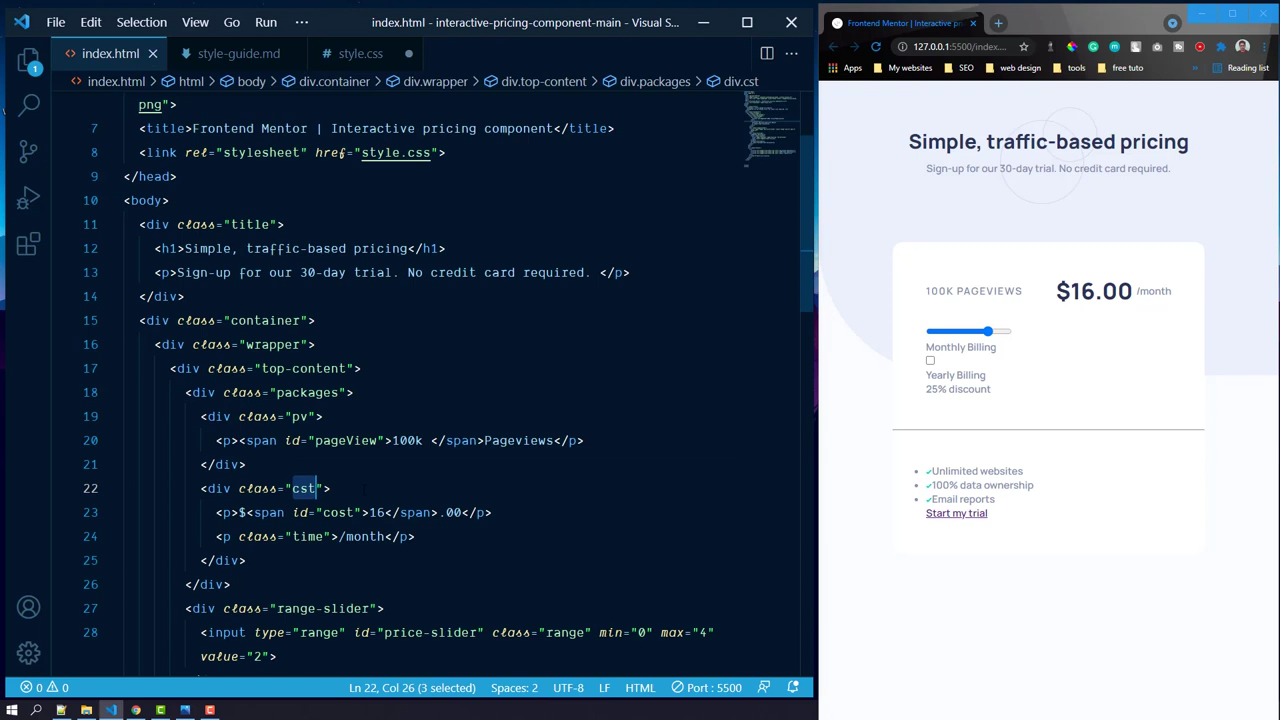 File Edit Selection View Go Run ··· index.html - interactive-pricing-component-main - Visual S...
index.html style-guide.md # style.css
index.html > html > body > div.container > div.wrapper > div.top-content > div.packages > div.cst
png">
7 <title>Frontend Mentor | Interactive pricing component</title>
8 <link rel="stylesheet" href="style.css">
9 </head>
10 <body>
11 <div class="title">
12 <h1>Simple, traffic-based pricing</h1>
13 <p>Sign-up for our 30-day trial. No credit card required. </p>
14 </div>
15 <div class="container">
16 <div class="wrapper">
17 <div class="top-content">
18 <div class="packages">
19 <div class="pv">
20 <p><span id="pageView">100k </span>Pageviews</p>
21 </div>
22 <div class="cst">
23 <p>$<span id="cost">16</span>.00</p>
24 <p class="time">/month</p>
25 </div>
26 </div>
27 <div class="range-slider">
28 <input type="range" id="price-slider" class="range" min="0" max="4"
value="2">
1
0 0 Ln 22, Col 26 (3 selected) Spaces: 2 UTF-8 LF HTML Port : 5500
Frontend Mentor | Interactive pr
127.0.0.1:5500/index....
Apps My websites SEO web design tools free tuto » Reading list
Simple, traffic-based pricing
Sign-up for our 30-day trial. No credit card required.
100K PAGEVIEWS $16.00 /month
Monthly Billing
Yearly Billing
25% discount
Unlimited websites
100% data ownership
Email reports
Start my trial